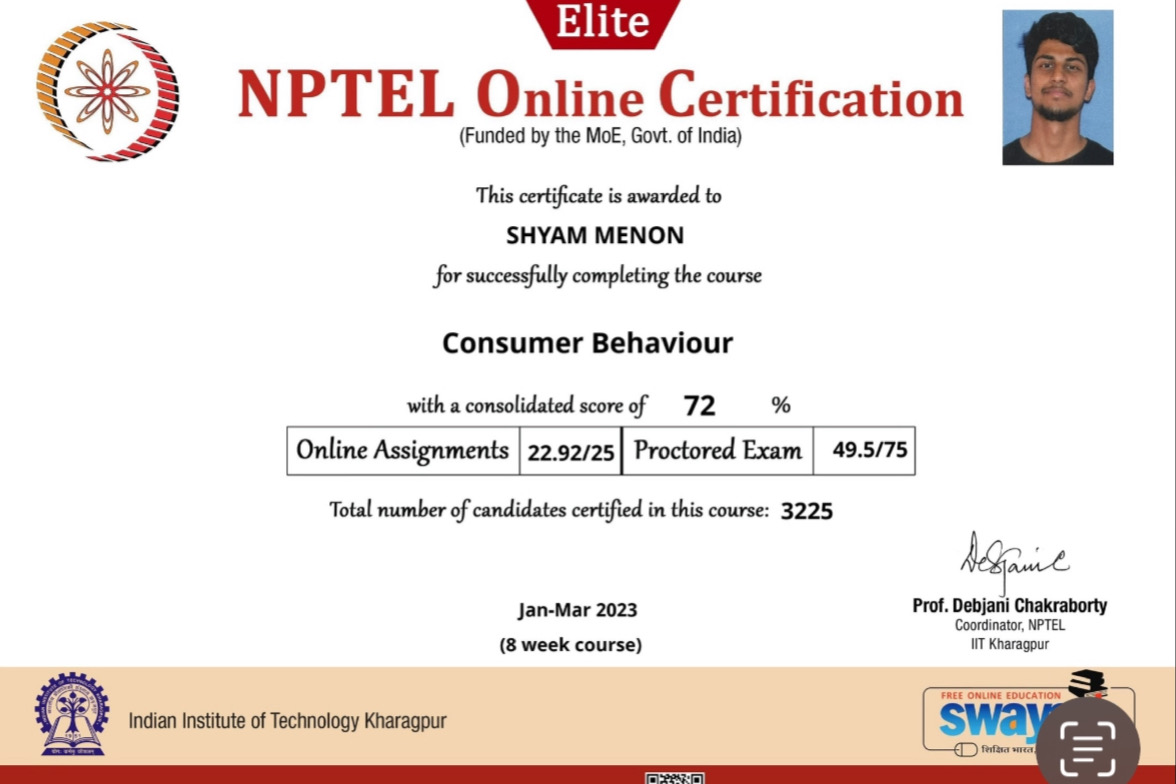 Elite
NPTEL Online Certification
(Funded by the MoE, Govt. of India)
This certificate is awarded to
SHYAM MENON
for successfully completing the course
Consumer Behaviour
with a consolidated score of 72 %
Online Assignments 22.92/25 Proctored Exam 49.5/75
Total number of candidates certified in this course: 3225
Jan-Mar 2023
(8 week course)
Prof. Debjani Chakraborty
Coordinator, NPTEL
IIT Kharagpur
Indian Institute of Technology Kharagpur
FREE ONLINE EDUCATION
sway
शिक्षित भारत,